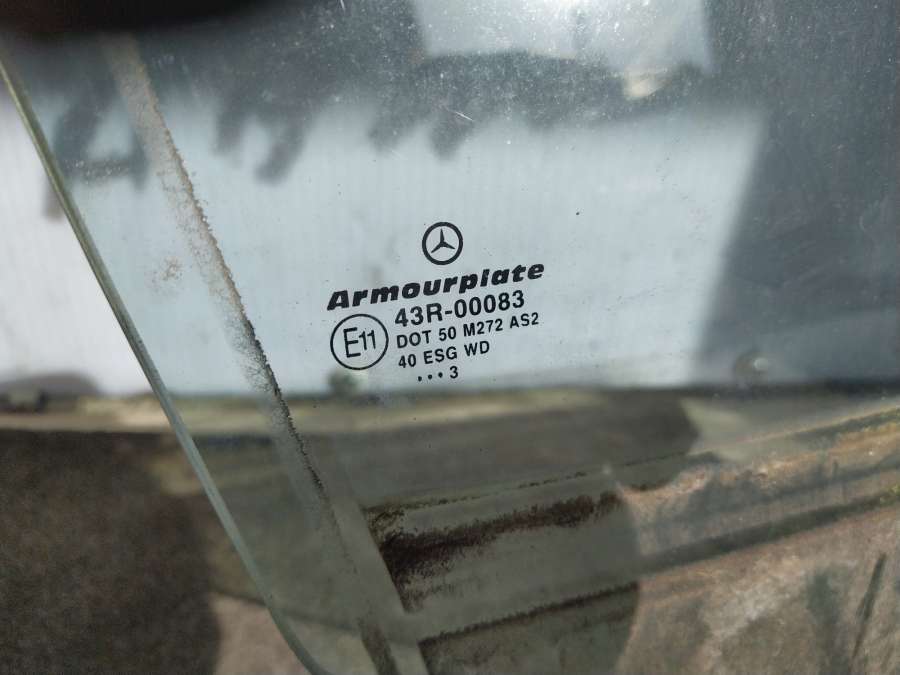 Armourplate
43R-00083
E11
DOT 50 M272 AS2
40 ESG WD
•••3